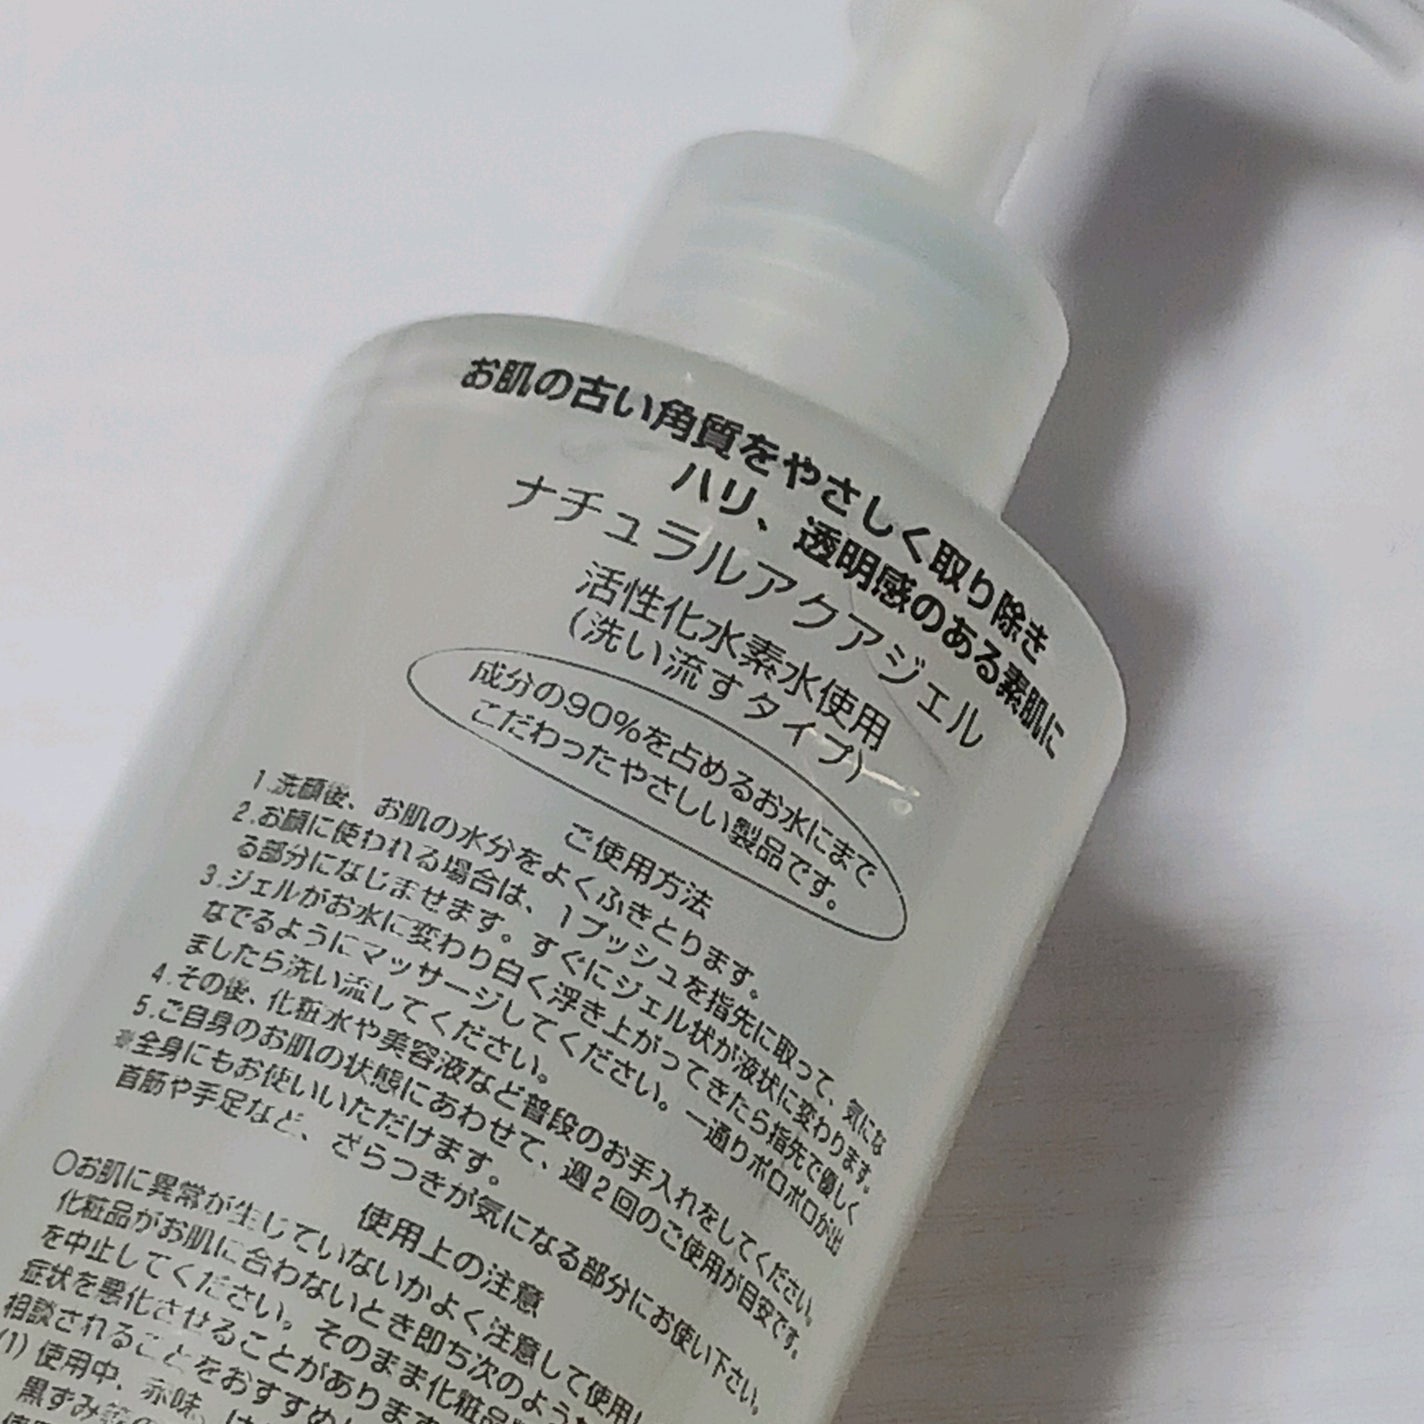 お肌の古い角質をやさしく取り除き
ハリ、透明感のある素肌に
ナチュラルアクアジェル
活性化水素水使用
(洗い流すタイプ)
成分の90%を占めるお水にまで
こだわったやさしい製品です。
ご使用方法
1.洗顔後、お肌の水分をよくふきとります。
2.お顔に使われる場合は、1プッシュを指先に取って、気にな
る部分になじませます。すぐにジェル状が液状に変わります。
3.ジェルがお水に変わり白く浮き上がってきたら指先で優しく
なでるようにマッサージしてください。一通りポロポロが出
ましたら洗い流してください。
4.その後、化粧水や美容液など普段のお手入れをしてください。
5.ご自身のお肌の状態にあわせて、週2回のご使用が目安です。
※全身にもお使いいただけます。
首筋や手足など、ざらつきが気になる部分にお使い下さい。
使用上の注意
○お肌に異常が生じていないかよく注意して使用し
化粧品がお肌に合わないとき即ち次のような
を中止してください。そのまま化粧品
症状を悪化させることがあります
相談されることをおすすめし
(1)使用中、赤味、は
黒ずみ等の
使用